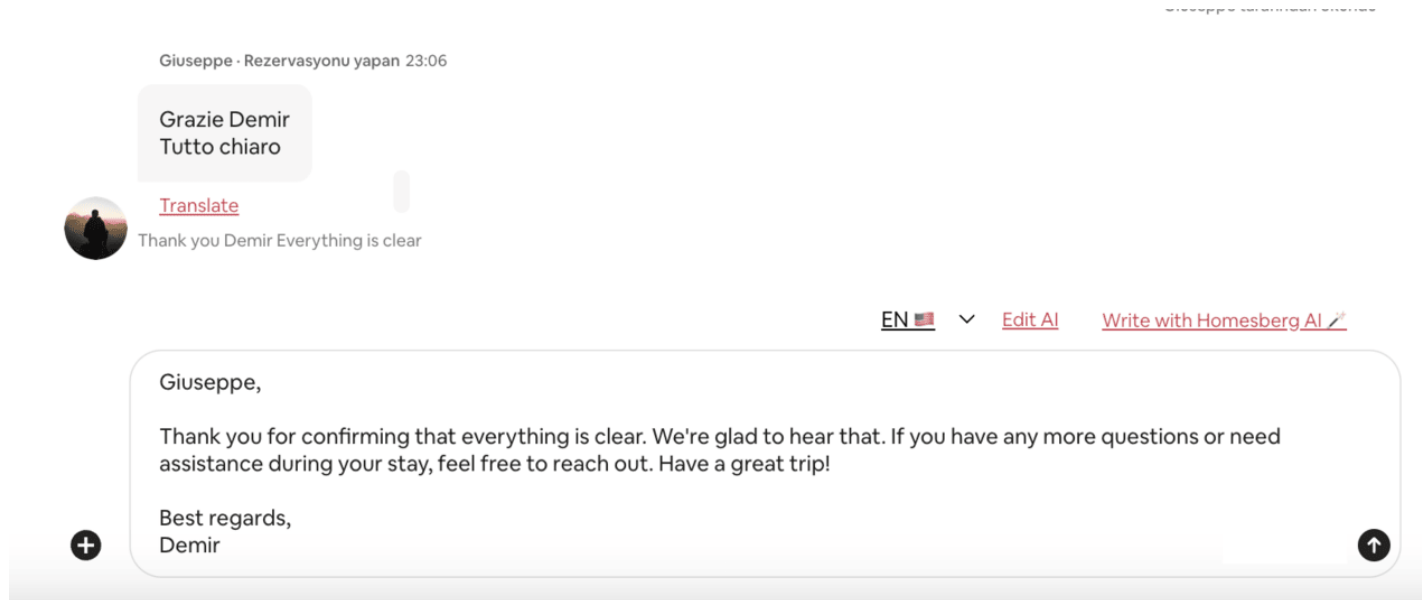 Giuseppe · Rezervasyonu yapan 23:06
Grazie Demir
Tutto chiaro
Translate
Thank you Demir Everything is clear
EN Edit AI Write with Homesberg AI
Giuseppe,
Thank you for confirming that everything is clear. We're glad to hear that. If you have any more questions or need
assistance during your stay, feel free to reach out. Have a great trip!
Best regards,
Demir